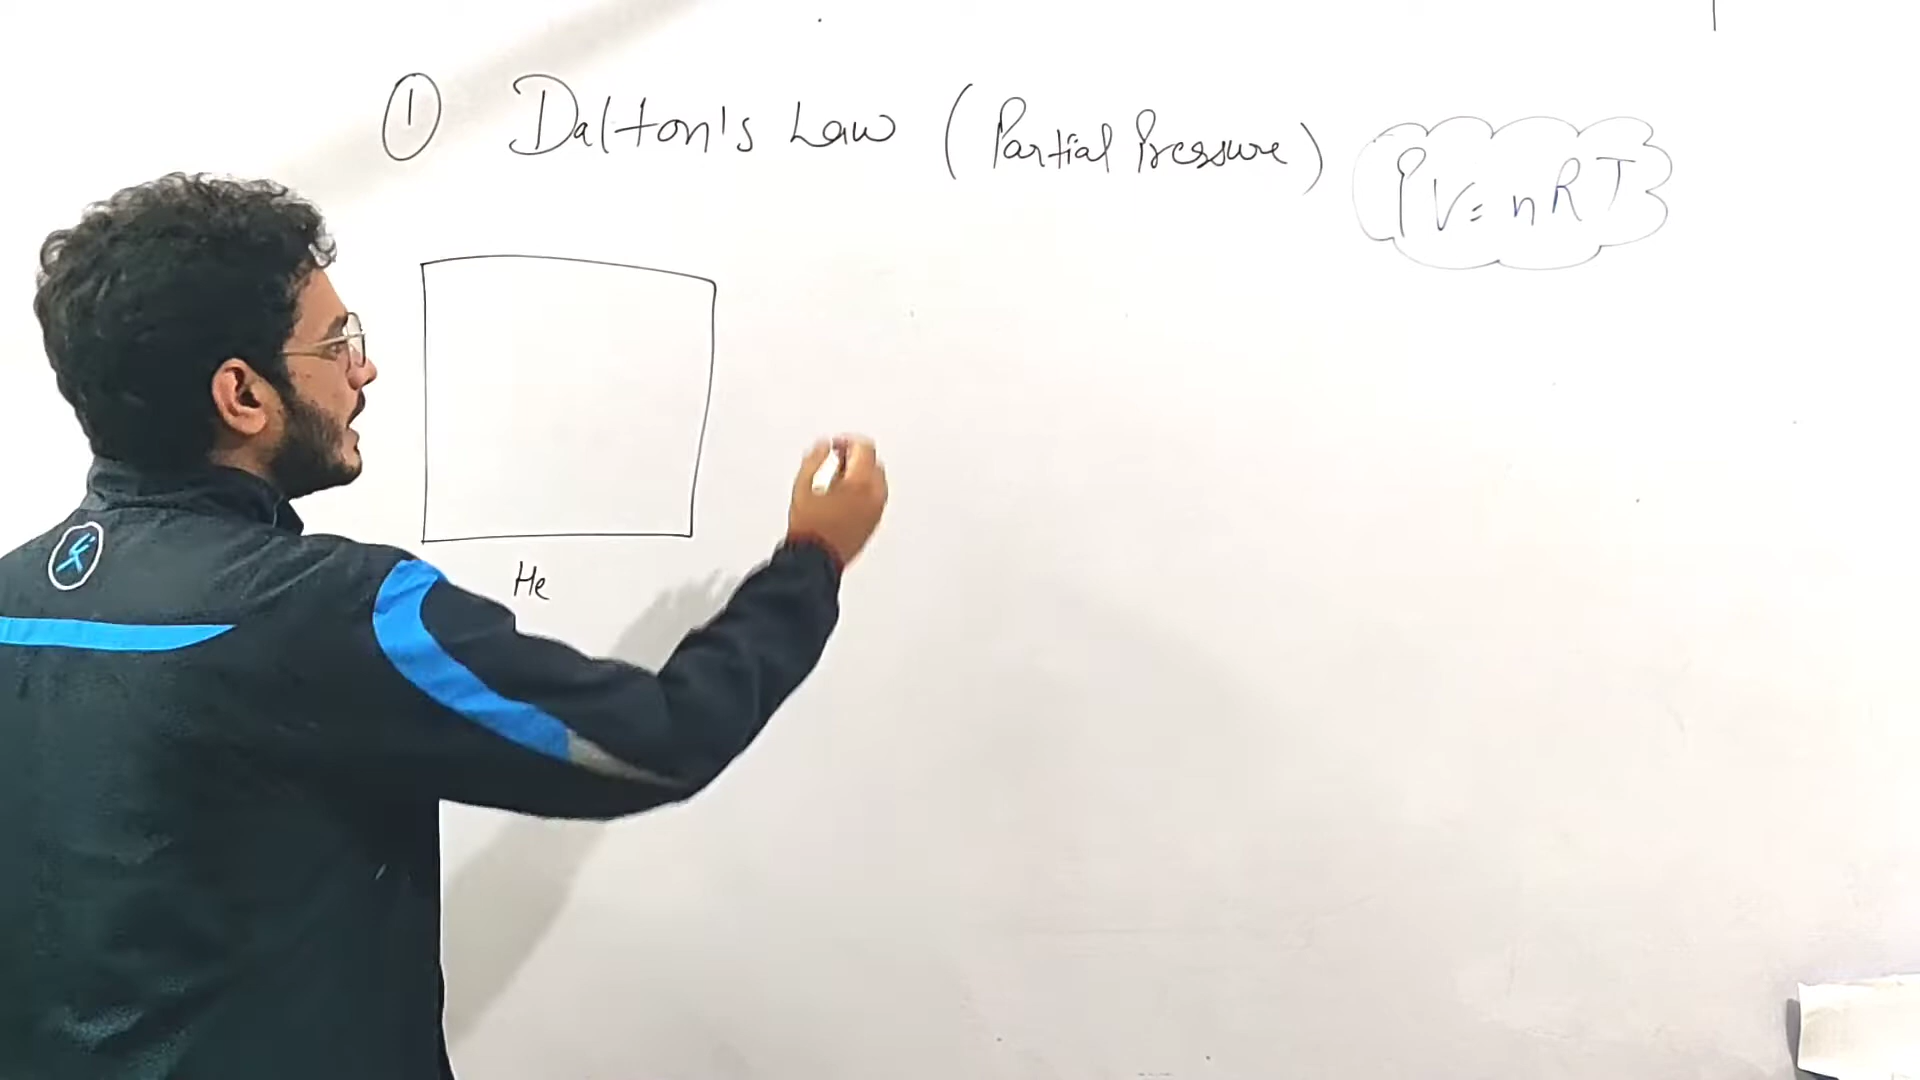 ① Dalton's Law (Partial Pressure)
PV = nRT
He